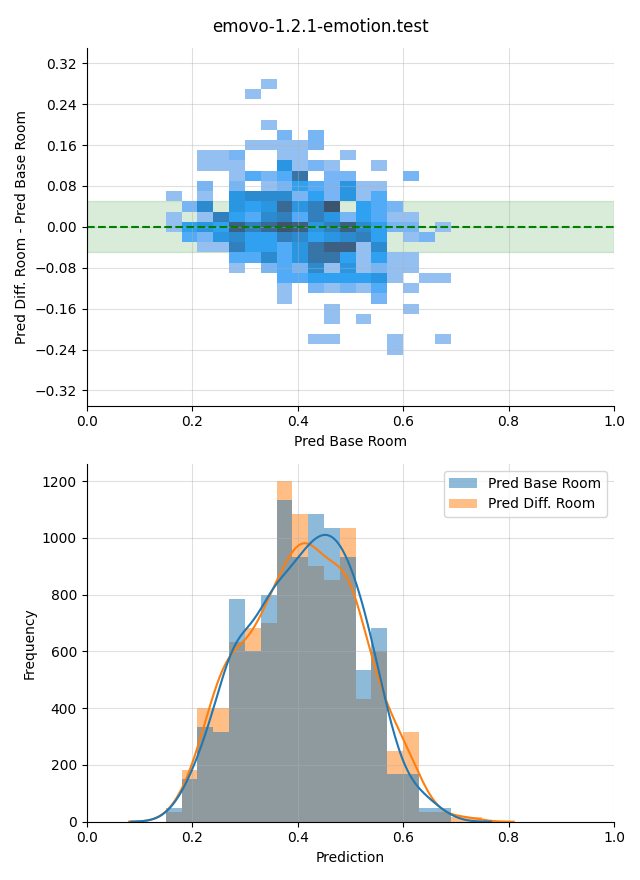 emovo-1.2.1-emotion.test
Pred Diff. Room - Pred Base Room
0.32
0.24
0.16
0.08
0.00
−0.08
−0.16
−0.24
−0.32
0.0 0.2 0.4 0.6 0.8 1.0
Pred Base Room
Frequency
1200
1000
800
600
400
200
0
Pred Base Room
Pred Diff. Room
0.0 0.2 0.4 0.6 0.8 1.0
Prediction